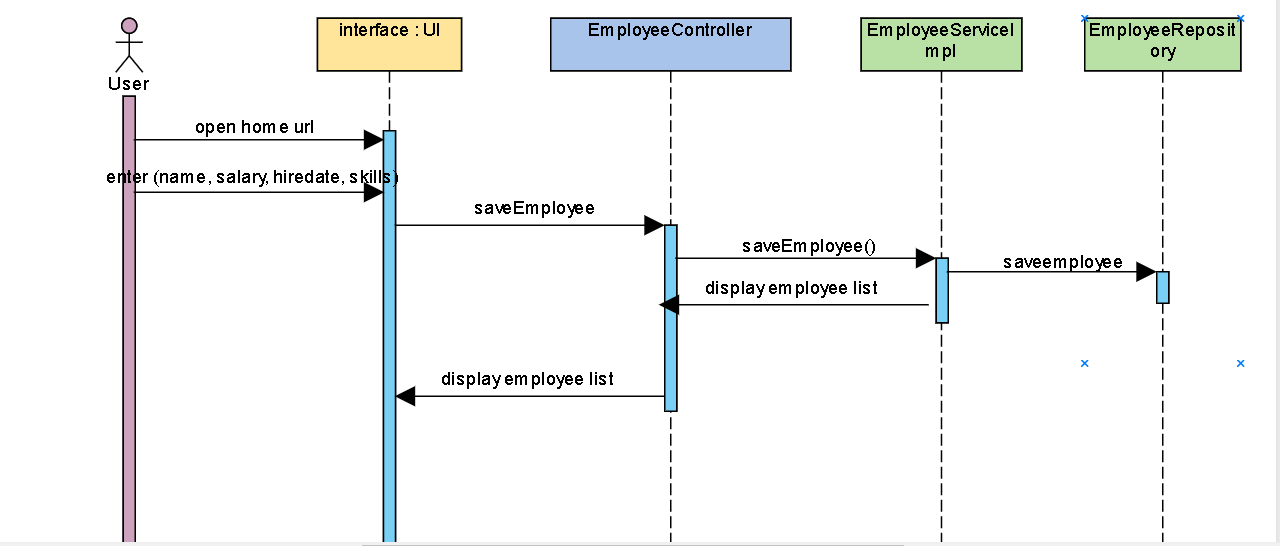 interface : UI
EmployeeController
EmployeeServiceI
mpl
EmployeeReposit
ory
User
open home url
enter (name, salary, hiredate, skills)
saveEmployee
saveEmployee()
saveemployee
display employee list
display employee list